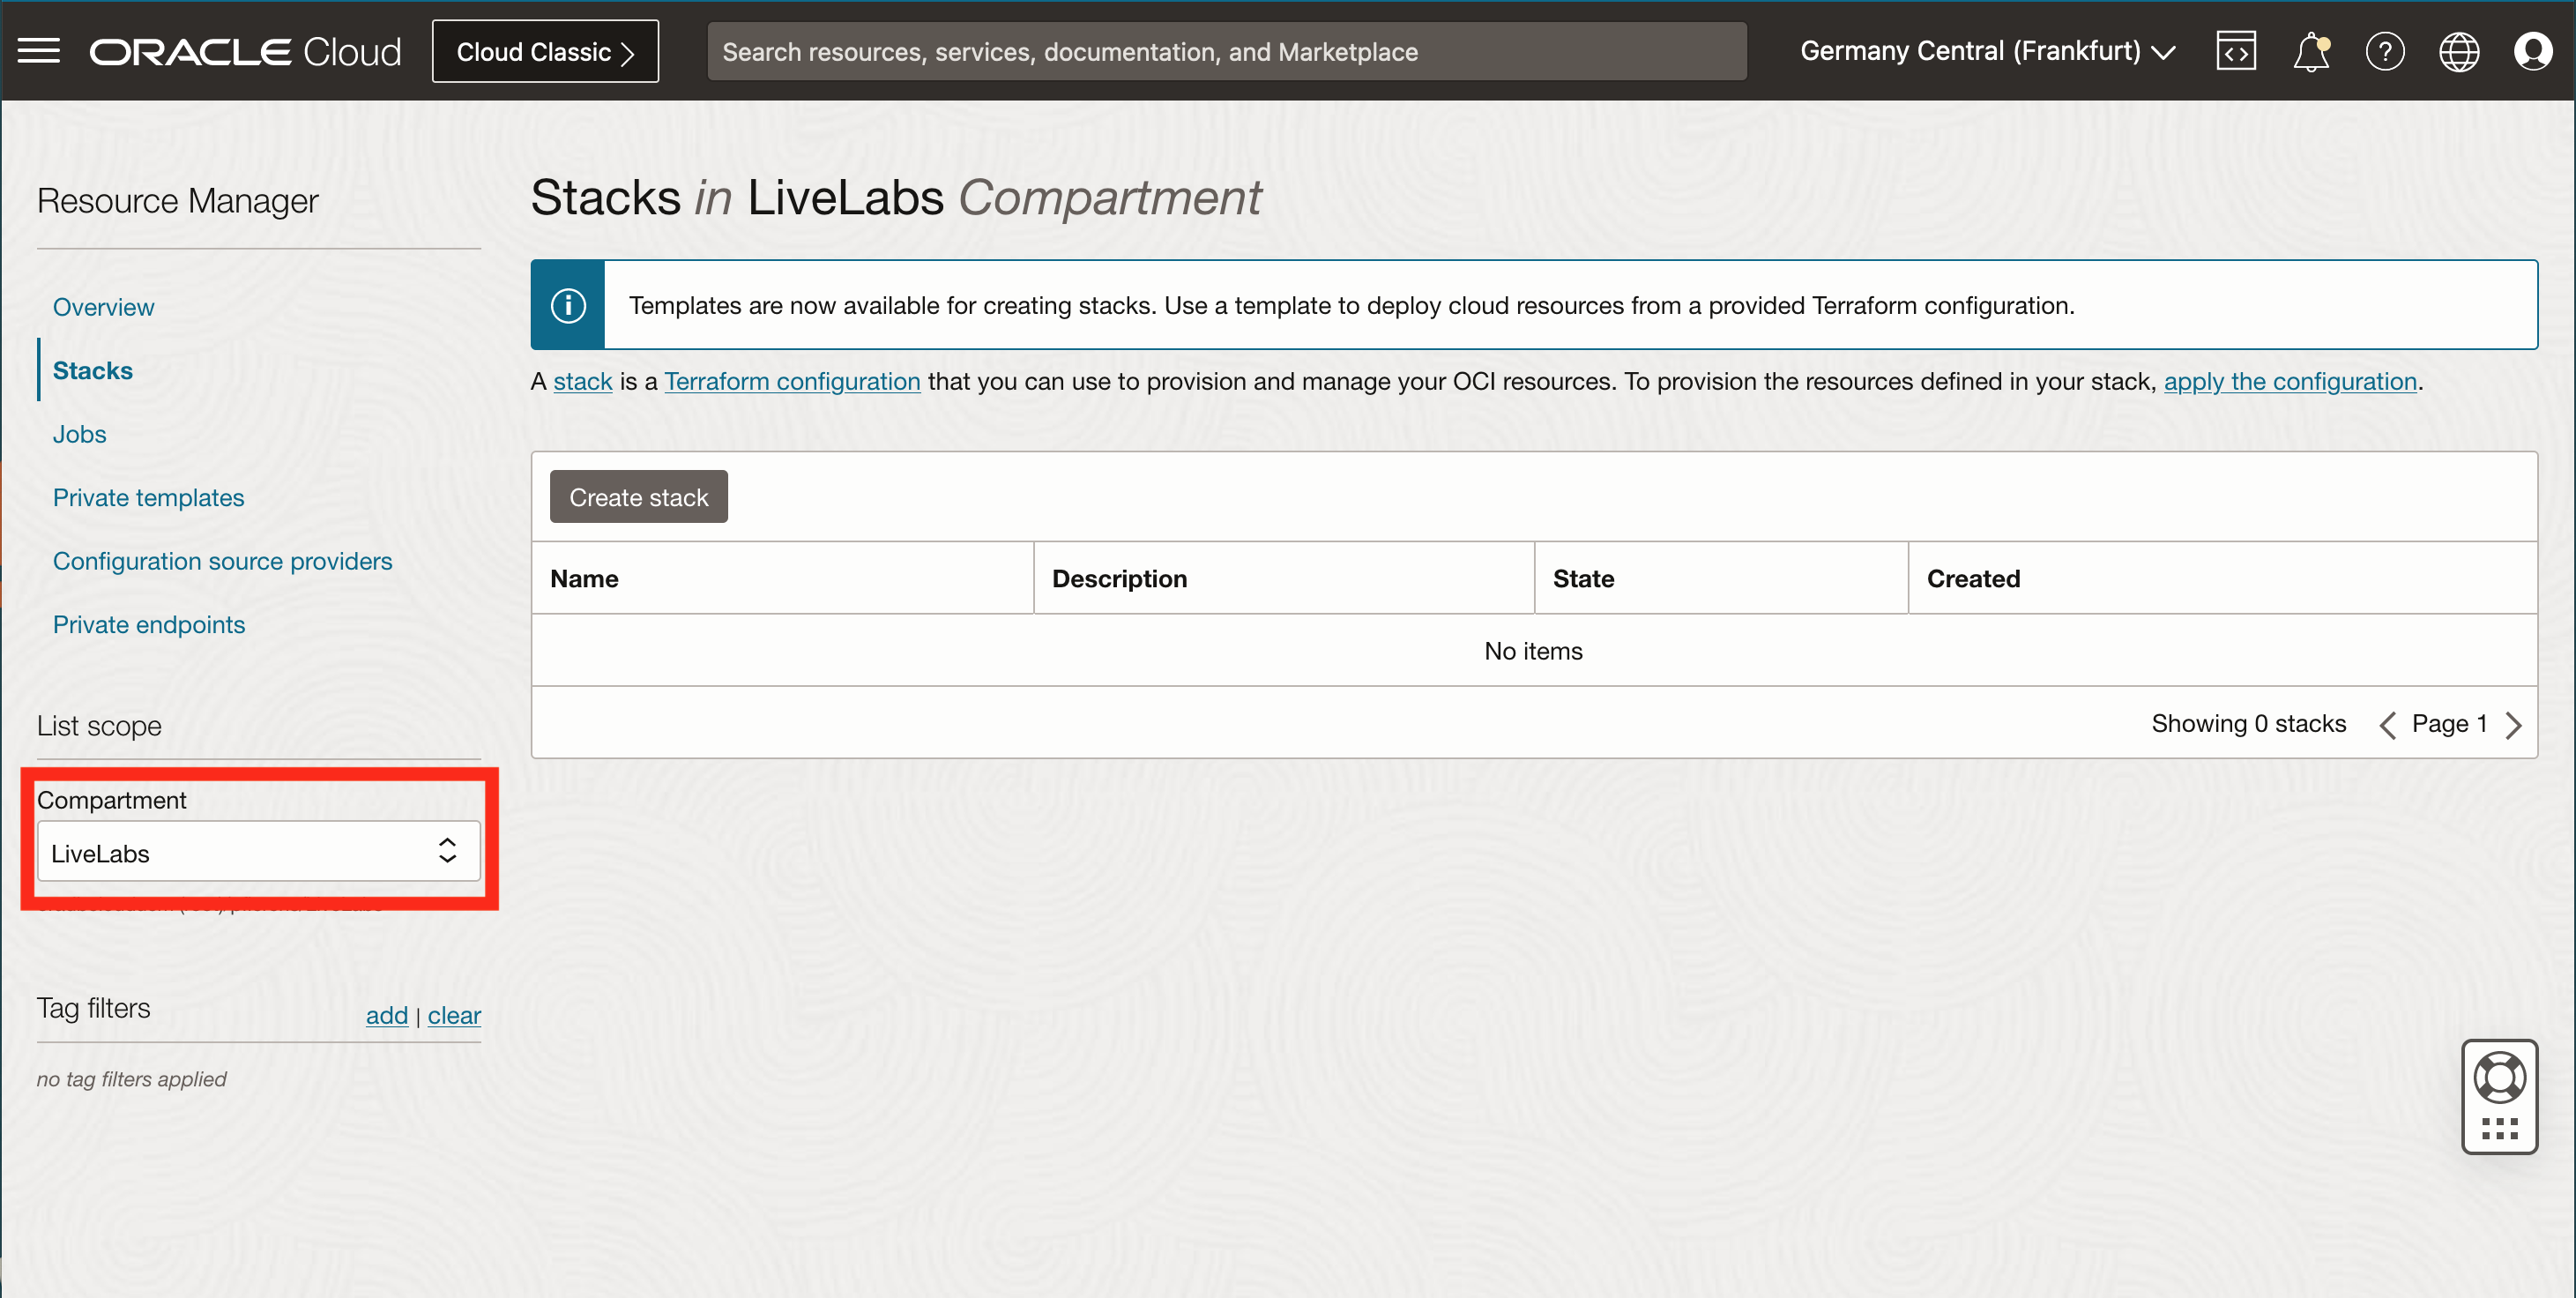 ORACLE Cloud
Cloud Classic
Search resources, services, documentation, and Marketplace
Germany Central (Frankfurt)
Resource Manager
Overview
Stacks
Jobs
Private templates
Configuration source providers
Private endpoints
List scope
Compartment
LiveLabs
Tag filters
add | clear
no tag filters applied
Stacks in LiveLabs Compartment
Templates are now available for creating stacks. Use a template to deploy cloud resources from a provided Terraform configuration.
A stack is a Terraform configuration that you can use to provision and manage your OCI resources. To provision the resources defined in your stack, apply the configuration.
Create stack
Name Description State Created
No items
Showing 0 stacks Page 1